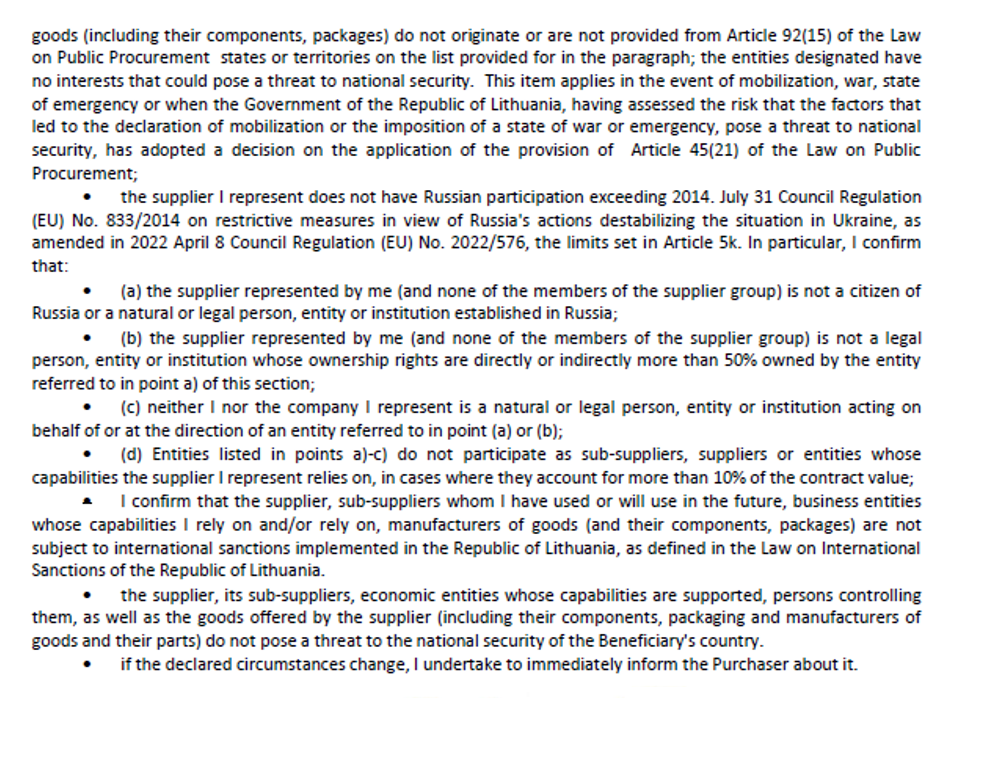 goods (including their components, packages) do not originate or are not provided from Article 92(15) of the Law
on Public Procurement states or territories on the list provided for in the paragraph; the entities designated have
no interests that could pose a threat to national security. This item applies in the event of mobilization, war, state
of emergency or when the Government of the Republic of Lithuania, having assessed the risk that the factors that
led to the declaration of mobilization or the imposition of a state of war or emergency, pose a threat to national
security, has adopted a decision on the application of the provision of Article 45(21) of the Law on Public
Procurement;
• the supplier I represent does not have Russian participation exceeding 2014. July 31 Council Regulation
(EU) No. 833/2014 on restrictive measures in view of Russia's actions destabilizing the situation in Ukraine, as
amended in 2022 April 8 Council Regulation (EU) No. 2022/576, the limits set in Article 5k. In particular, I confirm
that:
• (a) the supplier represented by me (and none of the members of the supplier group) is not a citizen of
Russia or a natural or legal person, entity or institution established in Russia;
• (b) the supplier represented by me (and none of the members of the supplier group) is not a legal
person, entity or institution whose ownership rights are directly or indirectly more than 50% owned by the entity
referred to in point a) of this section;
• (c) neither I nor the company I represent is a natural or legal person, entity or institution acting on
behalf of or at the direction of an entity referred to in point (a) or (b);
• (d) Entities listed in points a)-c) do not participate as sub-suppliers, suppliers or entities whose
capabilities the supplier I represent relies on, in cases where they account for more than 10% of the contract value;
• I confirm that the supplier, sub-suppliers whom I have used or will use in the future, business entities
whose capabilities I rely on and/or rely on, manufacturers of goods (and their components, packages) are not
subject to international sanctions implemented in the Republic of Lithuania, as defined in the Law on International
Sanctions of the Republic of Lithuania.
• the supplier, its sub-suppliers, economic entities whose capabilities are supported, persons controlling
them, as well as the goods offered by the supplier (including their components, packaging and manufacturers of
goods and their parts) do not pose a threat to the national security of the Beneficiary's country.
• if the declared circumstances change, I undertake to immediately inform the Purchaser about it.